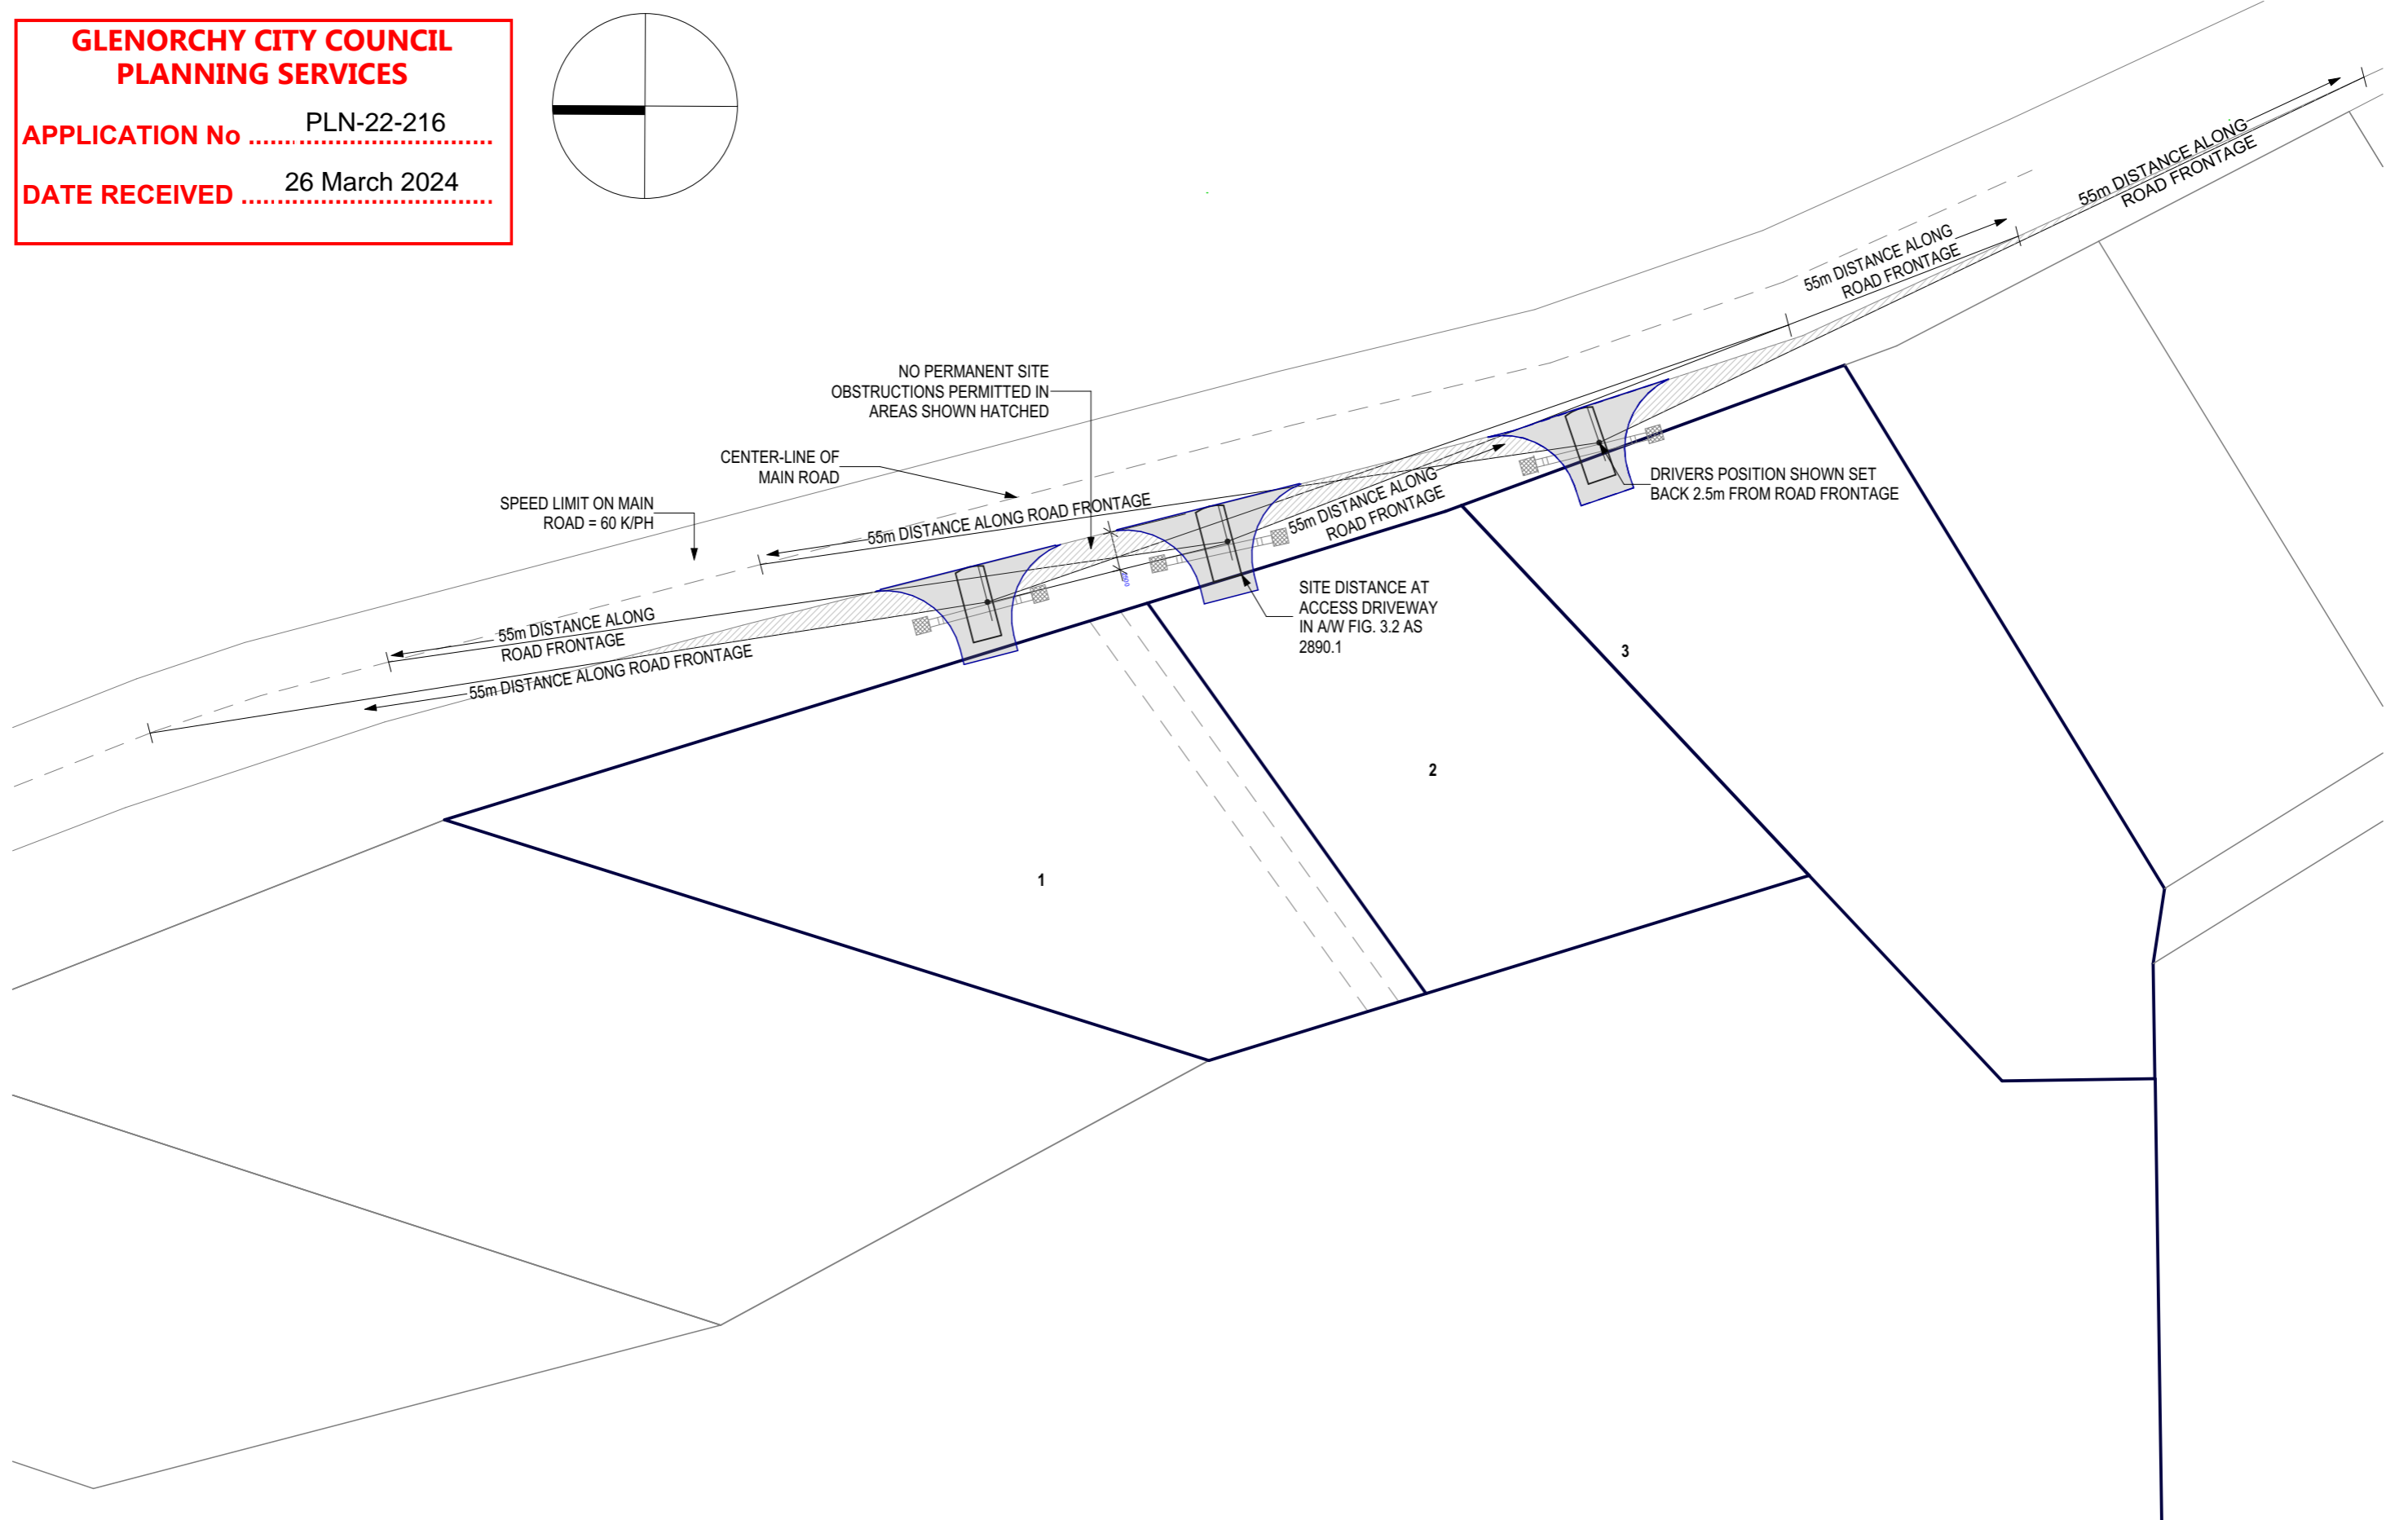 GLENORCHY CITY COUNCIL
PLANNING SERVICES
APPLICATION No ...... PLN-22-216
DATE RECEIVED ...... 26 March 2024
55m DISTANCE ALONG
ROAD FRONTAGE
55m DISTANCE ALONG
ROAD FRONTAGE
NO PERMANENT SITE
OBSTRUCTIONS PERMITTED IN
AREAS SHOWN HATCHED
CENTER-LINE OF
MAIN ROAD
SPEED LIMIT ON MAIN
ROAD = 60 K/PH
55m DISTANCE ALONG ROAD FRONTAGE
55m DISTANCE ALONG
ROAD FRONTAGE
DRIVERS POSITION SHOWN SET
BACK 2.5m FROM ROAD FRONTAGE
SITE DISTANCE AT
ACCESS DRIVEWAY
IN A/W FIG. 3.2 AS
2890.1
55m DISTANCE ALONG
ROAD FRONTAGE
55m DISTANCE ALONG ROAD FRONTAGE
3
2
1